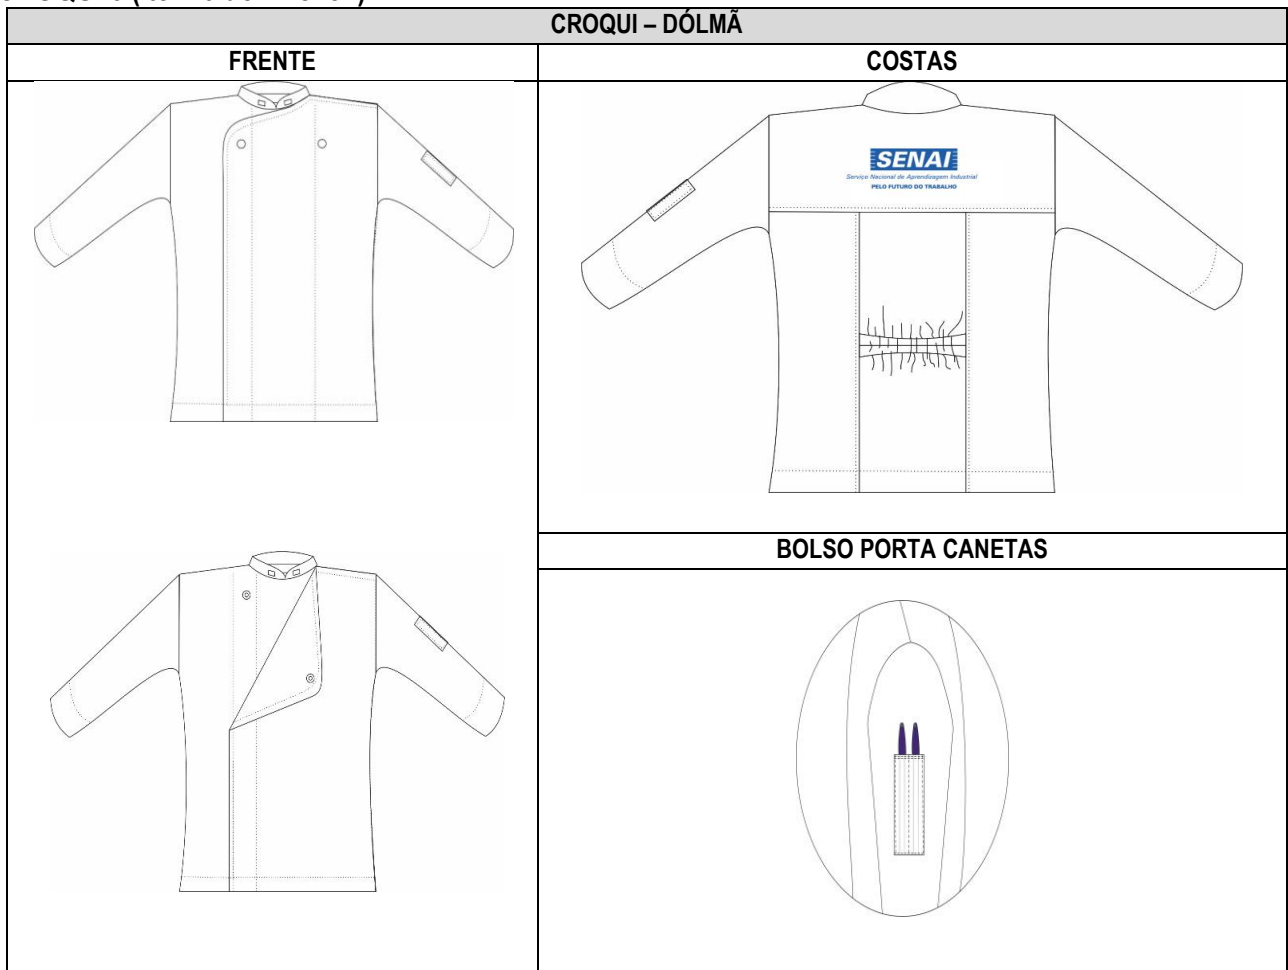 CROQUI – DÓLMÃ
FRENTE
COSTAS
SENAI
Serviço Nacional de Aprendizagem Industrial
PELO FUTURO DO TRABALHO
BOLSO PORTA CANETAS